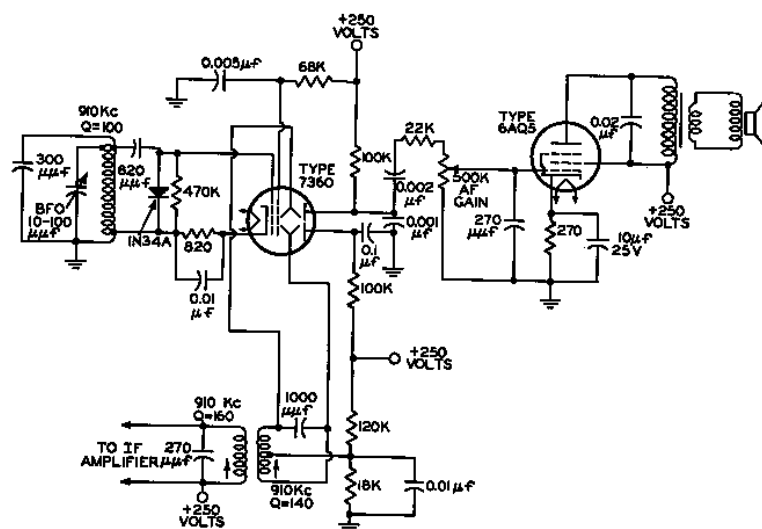 +250
VOLTS
0.005μf
68K
910Kc
Q=100
300
μμf
820
μμf
BFO
10-100
μμf
1N34A
470K
820
0.01
μf
TYPE
7360
100K
22K
0.002
μf
0.001
μf
0.1
μf
100K
500K
AF
GAIN
270
μμf
TYPE
6AQ5
0.02
μf
+250
VOLTS
270
10μf
25V
+250
VOLTS
910 Kc
Q=160
1000
μμf
120K
TO IF
AMPLIFIER
270
μμf
910Kc
Q=140
18K
0.01μf
+250
VOLTS